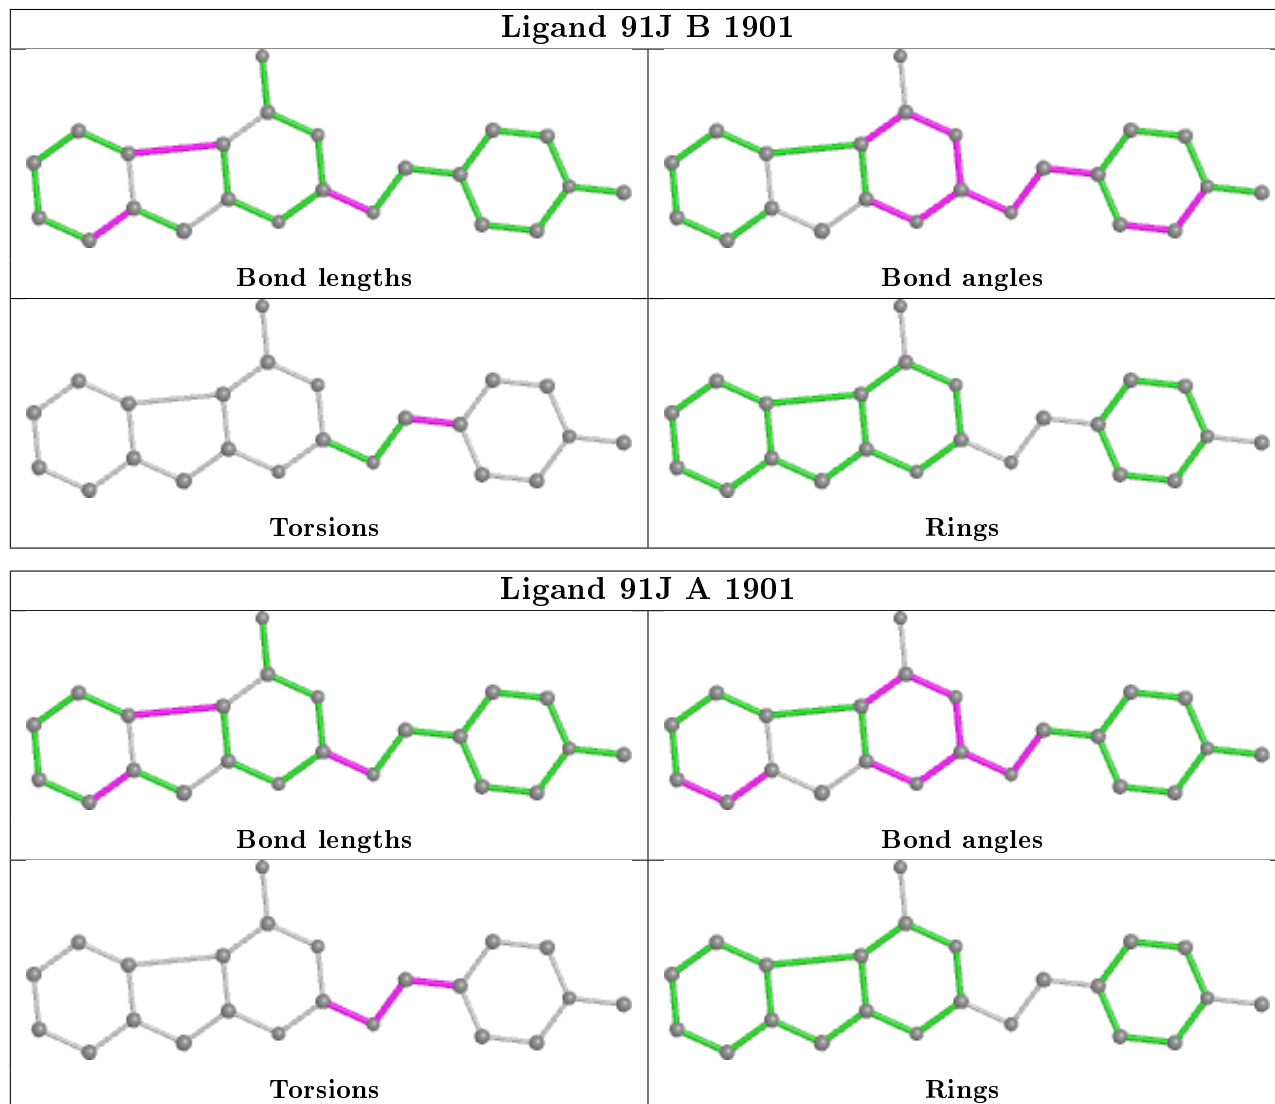 Ligand 91J B 1901
Bond lengths
Bond angles
Torsions
Rings
Ligand 91J A 1901
Bond lengths
Bond angles
Torsions
Rings